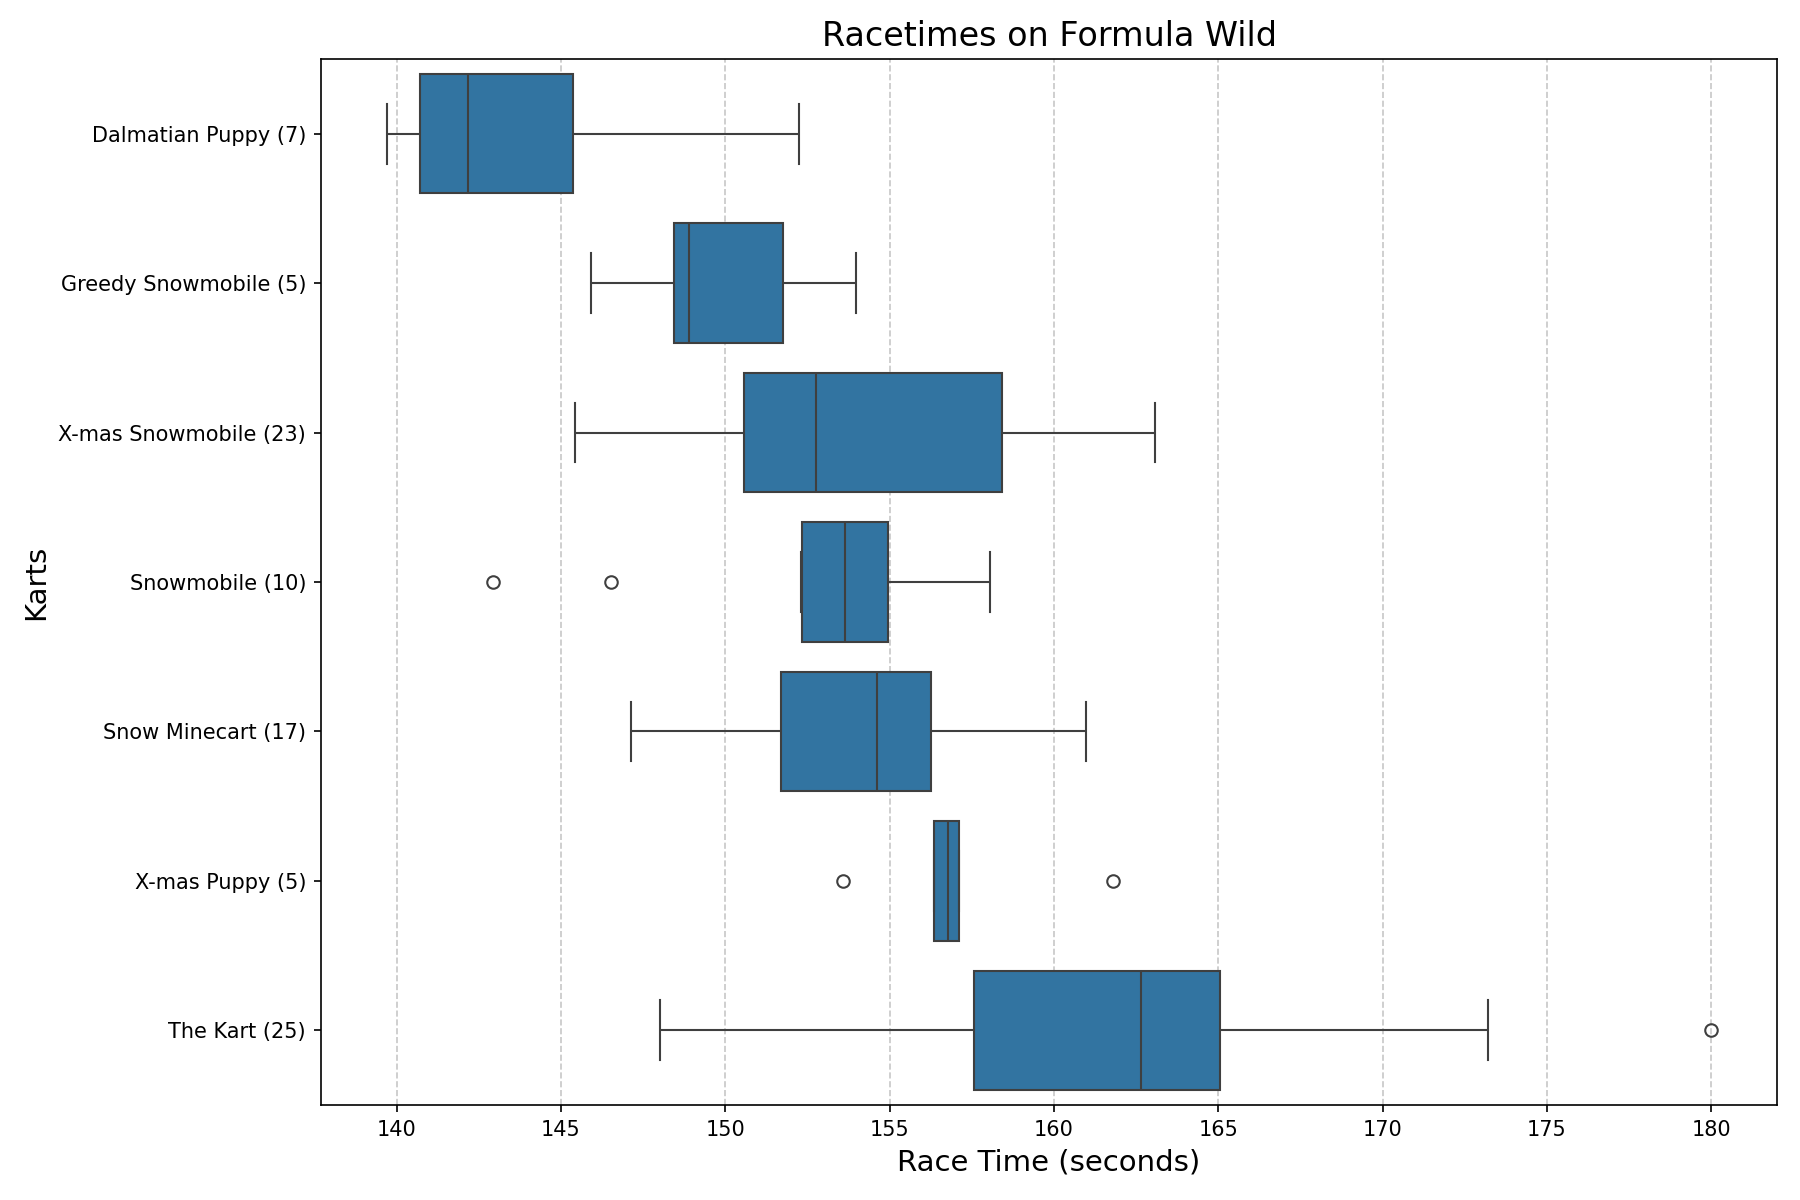 Racetimes on Formula Wild
Karts
Dalmatian Puppy (7)
Greedy Snowmobile (5)
X-mas Snowmobile (23)
Snowmobile (10)
Snow Minecart (17)
X-mas Puppy (5)
The Kart (25)
140 145 150 155 160 165 170 175 180
Race Time (seconds)